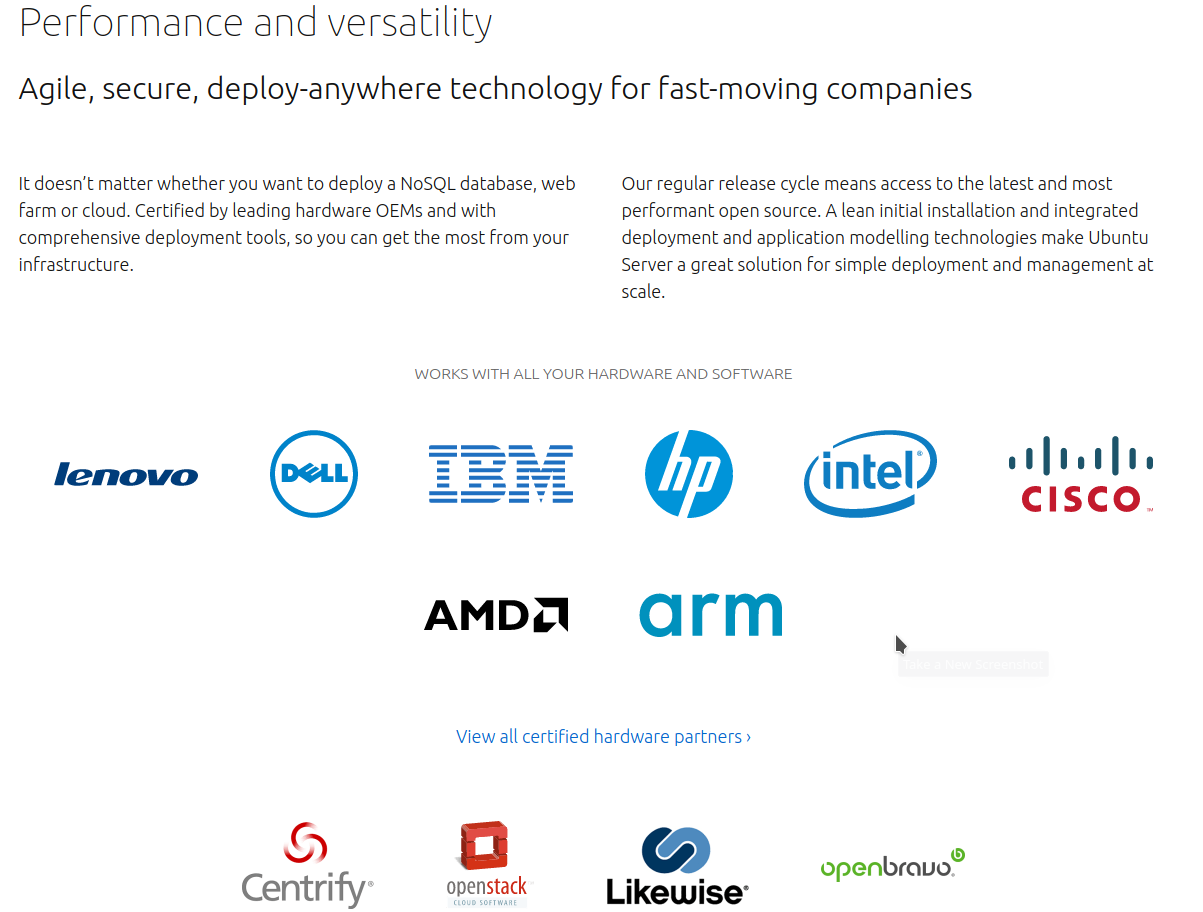 Performance and versatility
Agile, secure, deploy-anywhere technology for fast-moving companies
It doesn’t matter whether you want to deploy a NoSQL database, web
farm or cloud. Certified by leading hardware OEMs and with
comprehensive deployment tools, so you can get the most from your
infrastructure.
Our regular release cycle means access to the latest and most
performant open source. A lean initial installation and integrated
deployment and application modelling technologies make Ubuntu
Server a great solution for simple deployment and management at
scale.
WORKS WITH ALL YOUR HARDWARE AND SOFTWARE
lenovo
DELL
IBM
hp
intel®
CISCO™
AMD
arm
Take a New Screenshot
View all certified hardware partners ›
Centrify®
openstack™
CLOUD SOFTWARE
Likewise®
openbravo®
b